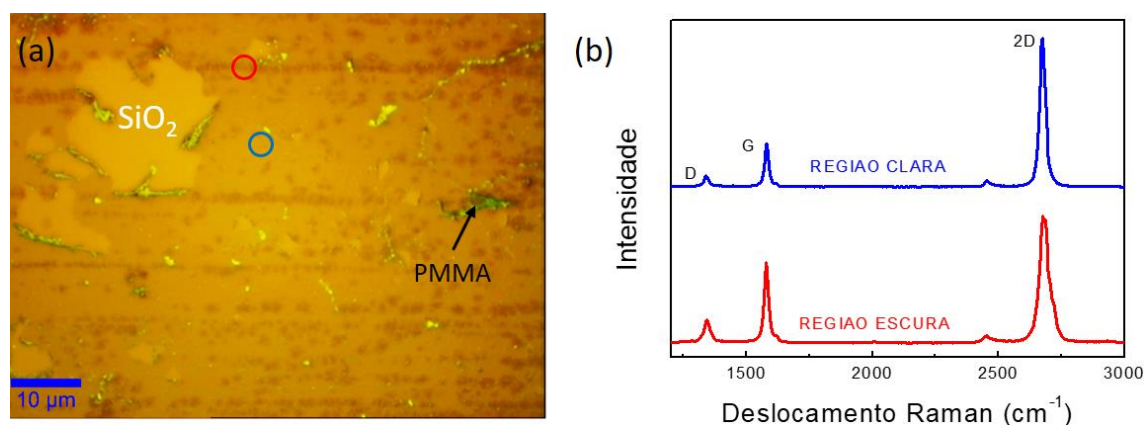 (a)
SiO2
PMMA
10 µm
(b)
Intensidade
D
G
2D
REGIAO CLARA
REGIAO ESCURA
1500 2000 2500 3000
Deslocamento Raman (cm-1)